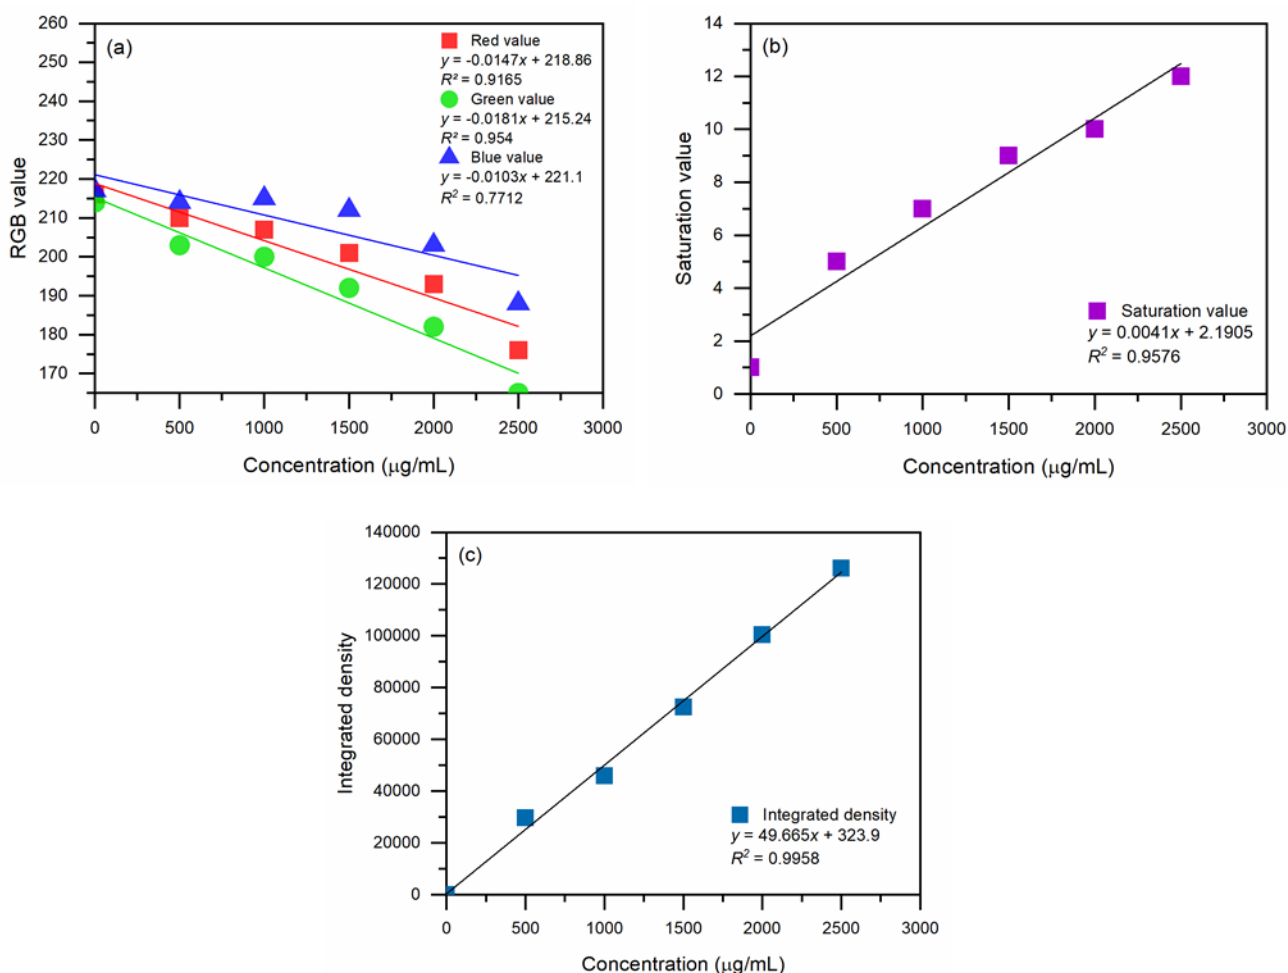 (a)
Red value
y = -0.0147x + 218.86
R² = 0.9165
Green value
y = -0.0181x + 215.24
R² = 0.954
Blue value
y = -0.0103x + 221.1
R² = 0.7712
260
250
240
230
220
210
200
190
180
170
RGB value
0 500 1000 1500 2000 2500 3000
Concentration (µg/mL)
(b)
14
12
10
8
6
4
2
0
Saturation value
Saturation value
y = 0.0041x + 2.1905
R² = 0.9576
0 500 1000 1500 2000 2500 3000
Concentration (µg/mL)
(c)
140000
120000
100000
80000
60000
40000
20000
0
Integrated density
Integrated density
y = 49.665x + 323.9
R² = 0.9958
0 500 1000 1500 2000 2500 3000
Concentration (µg/mL)